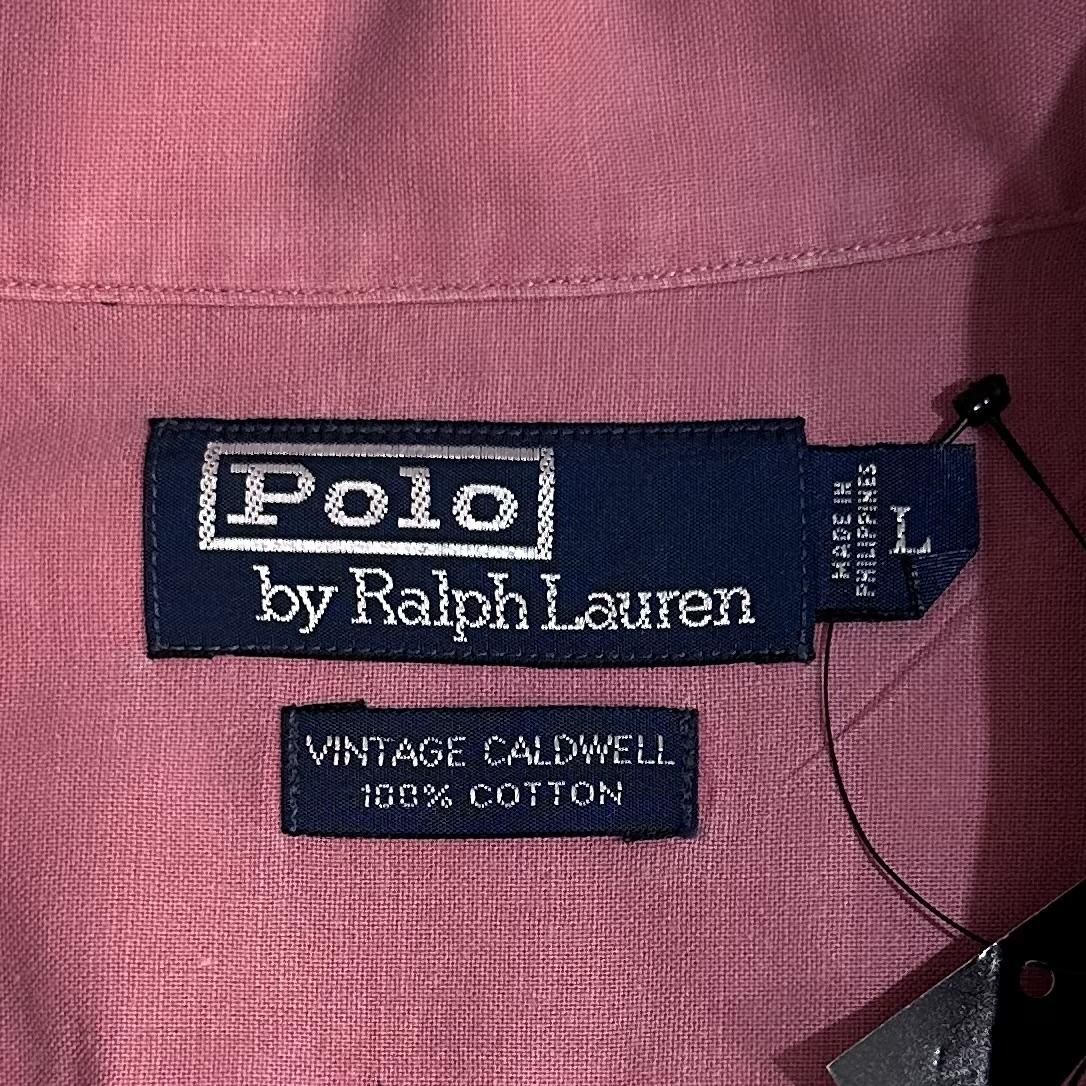 Polo
by Ralph Lauren
MADE IN
PHILIPPINES
L
VINTAGE CALDWELL
100% COTTON